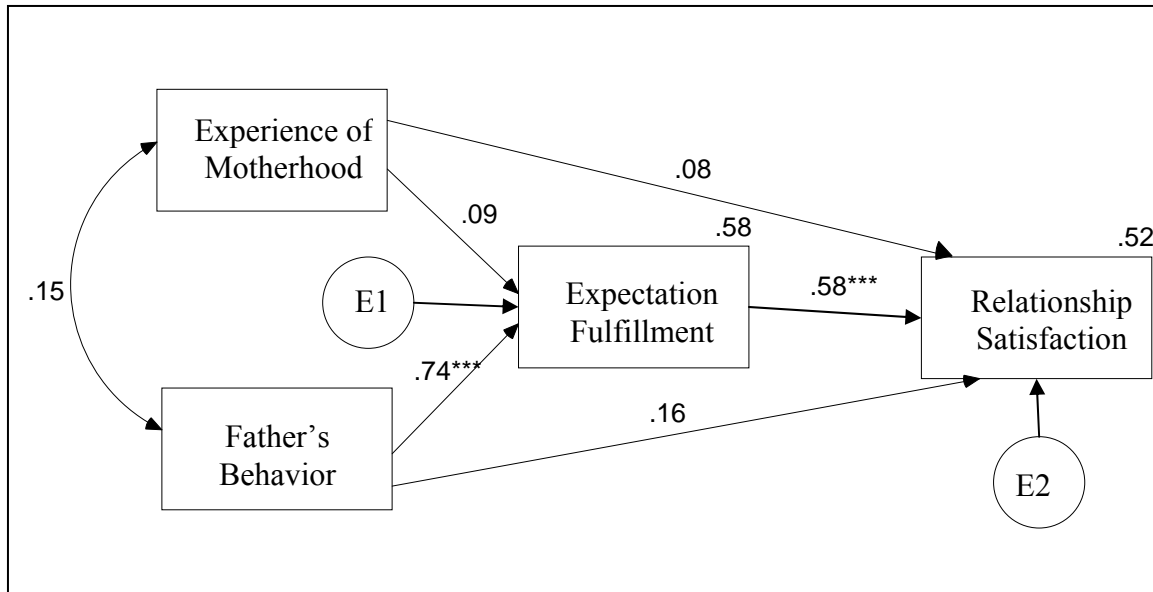 Experience of
Motherhood
.08
.09
.58
.52
.15
E1
Expectation
Fulfillment
.58***
Relationship
Satisfaction
.74***
.16
Father’s
Behavior
E2